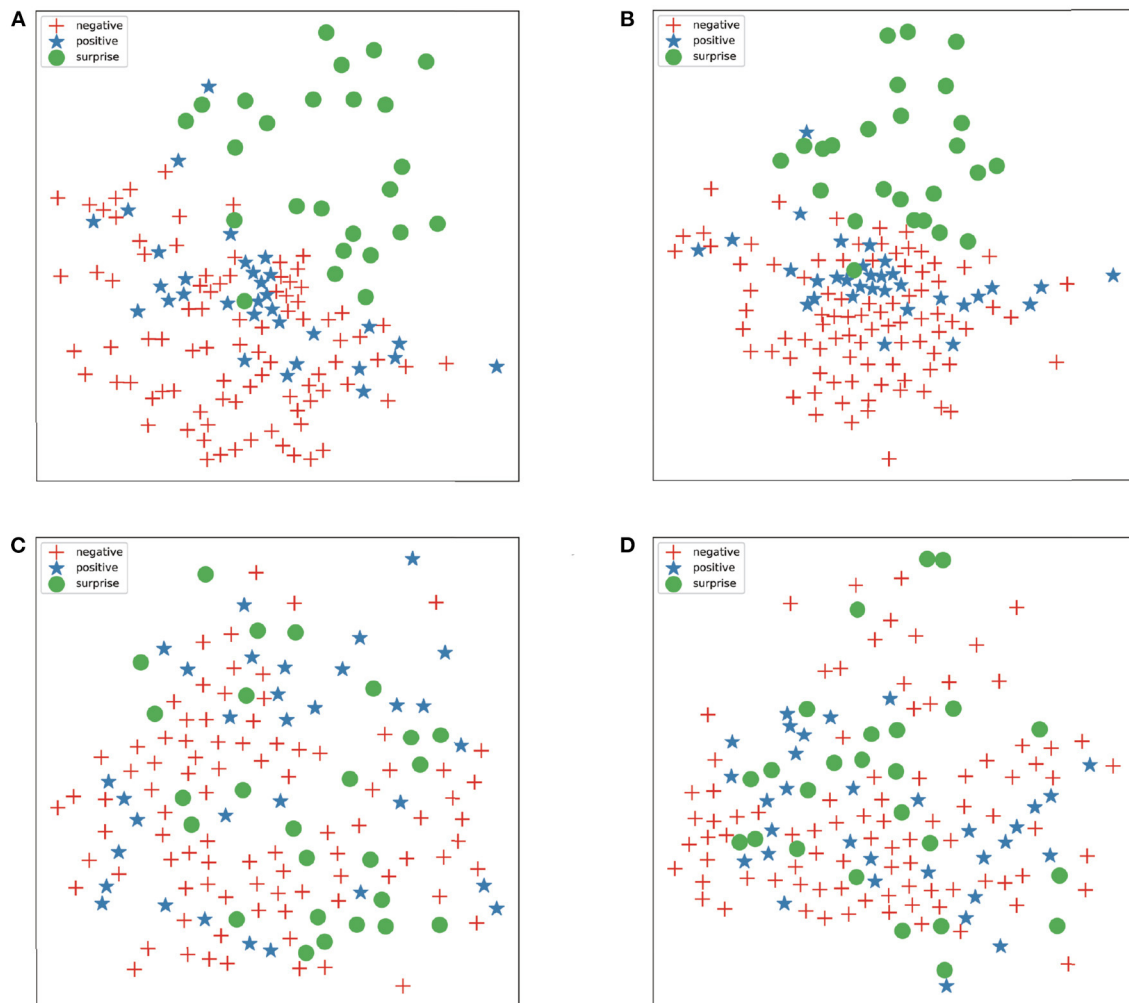 A
negative
positive
surprise
B
negative
positive
surprise
C
negative
positive
surprise
D
negative
positive
surprise